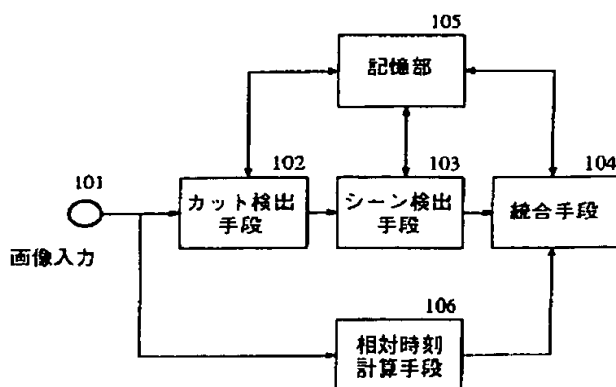 105
記憶部
101
102
103
104
カット検出
手段
シーン検出
手段
統合手段
画像入力
106
相対時刻
計算手段